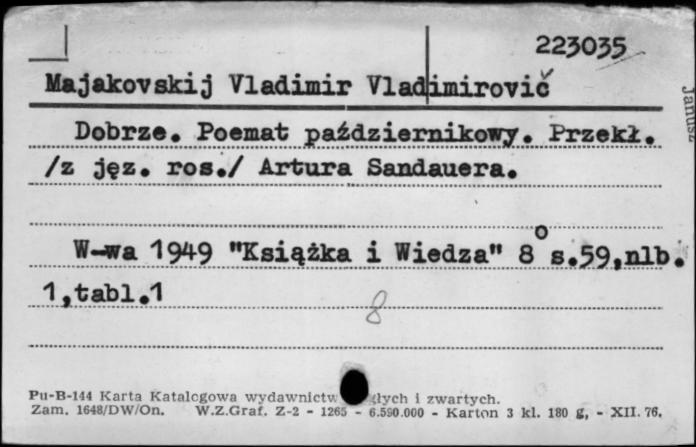 223035
Majakovskij Vladimir Vladimirovič
Dobrze. Poemat październikowy. Przekł.
/z jęz. ros./ Artura Sandauera.
W-wa 1949 "Książka i Wiedza" 8° s.59,nlb.
1,tabl.1
8
Pu-B-144 Karta Katalogowa wydawnictw i zwartych.
Zam. 1648/DW/On. W.Z.Graf. Z-2 - 1265 - 6.590.000 - Karton 3 kl. 180 g, - XII. 76.
Janusz